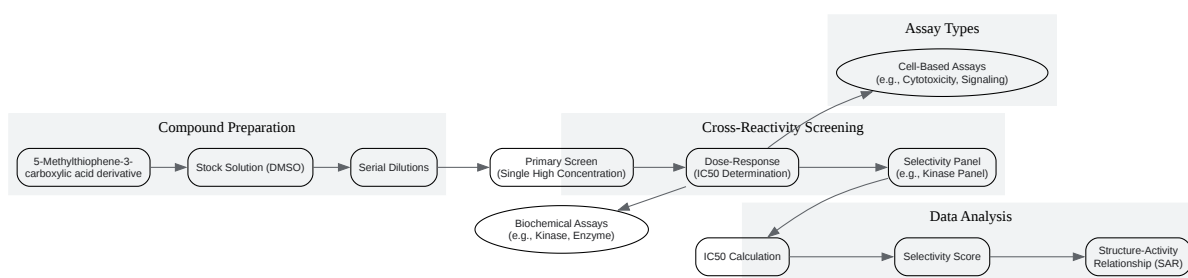 Assay Types
Cell-Based Assays
(e.g., Cytotoxicity, Signaling)
Compound Preparation
5-Methylthiophene-3-
carboxylic acid derivative
Stock Solution (DMSO)
Serial Dilutions
Cross-Reactivity Screening
Primary Screen
(Single High Concentration)
Dose-Response
(IC50 Determination)
Selectivity Panel
(e.g., Kinase Panel)
Biochemical Assays
(e.g., Kinase, Enzyme)
Data Analysis
IC50 Calculation
Selectivity Score
Structure-Activity
Relationship (SAR)